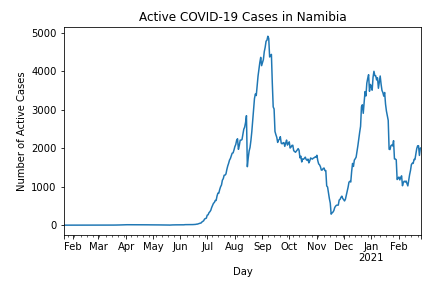 Active COVID-19 Cases in Namibia
Number of Active Cases
5000
4000
3000
2000
1000
0
Feb Mar Apr May Jun Jul Aug Sep Oct Nov Dec Jan Feb
2021
Day